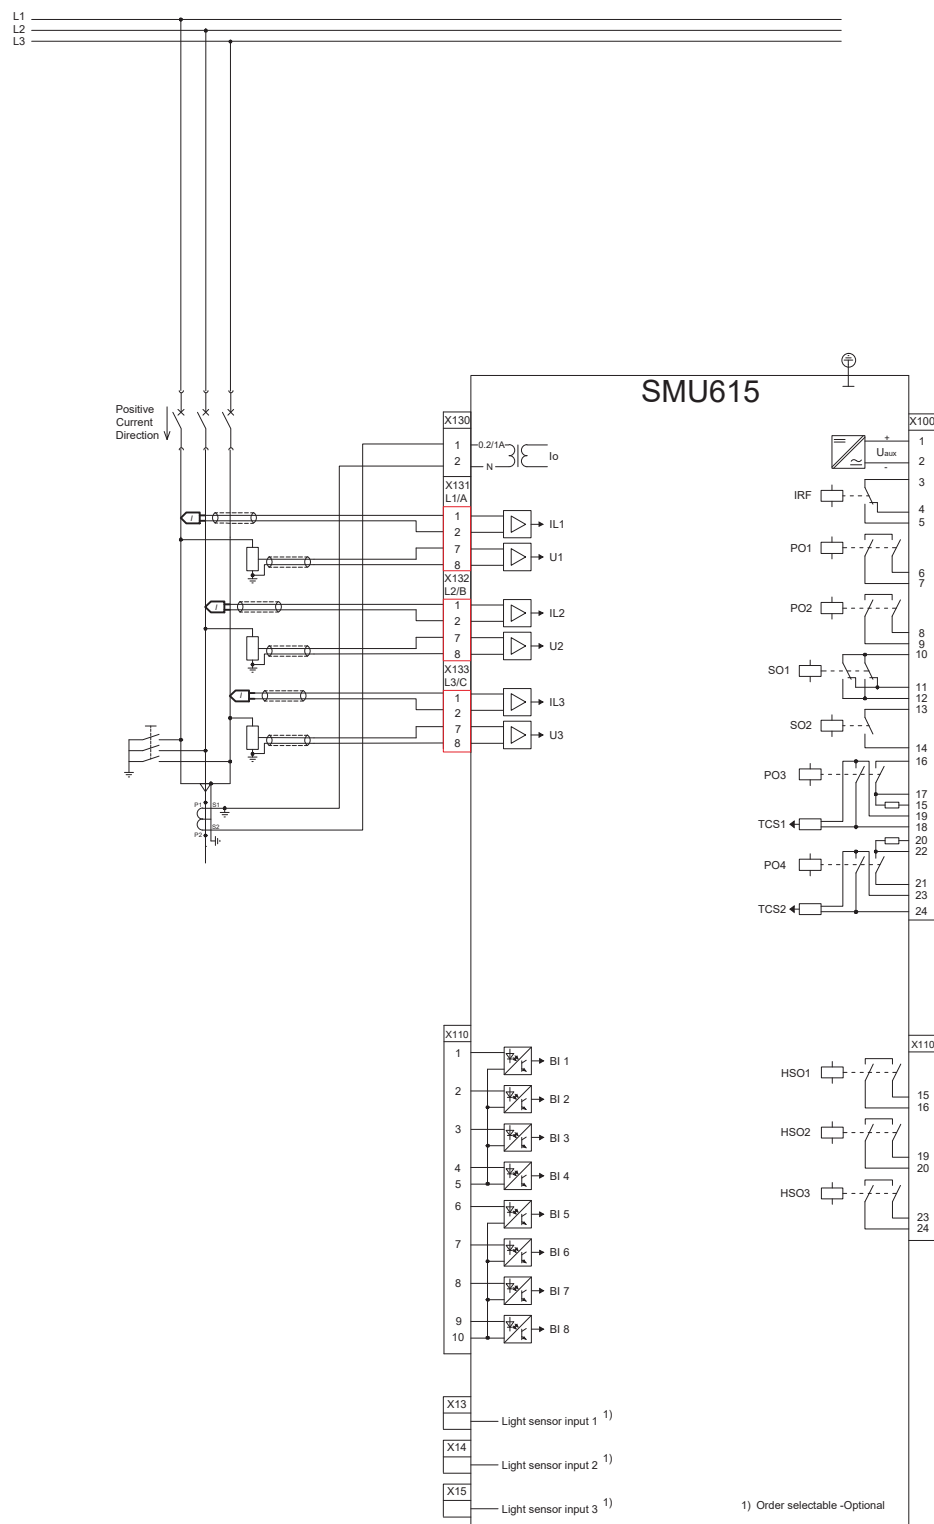 L1
L2
L3
SMU615
Positive
Current
Direction
X130
1
2
0.2/1A
N
Io
X131
L1/A
1
2
7
8
IL1
U1
X132
L2/B
1
2
7
8
IL2
U2
X133
L3/C
1
2
7
8
IL3
U3
I
I
I
P1
S1
S2
P2
X100
1
2
+
Uaux
-
3
IRF
4
5
PO1
6
7
PO2
8
9
10
SO1
11
12
13
SO2
14
16
PO3
17
15
19
TCS1
18
20
22
PO4
21
23
TCS2
24
X110
1
BI 1
2
BI 2
3
BI 3
4
5
BI 4
6
BI 5
7
BI 6
8
BI 7
9
10
BI 8
X110
HSO1
15
16
HSO2
19
20
HSO3
23
24
X13
Light sensor input 1 1)
X14
Light sensor input 2 1)
X15
Light sensor input 3 1)
1) Order selectable -Optional